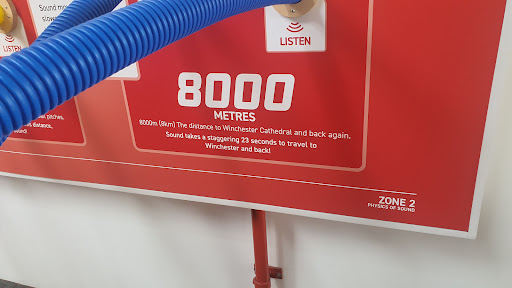 Sound mo
slowe
LISTEN
8000
METRES
8000m (8km) The distance to Winchester Cathedral and back again.
Sound takes a staggering 23 seconds to travel to
Winchester and back!
pitches,
distance,
ZONE 2
PHYSICS OF SOUND